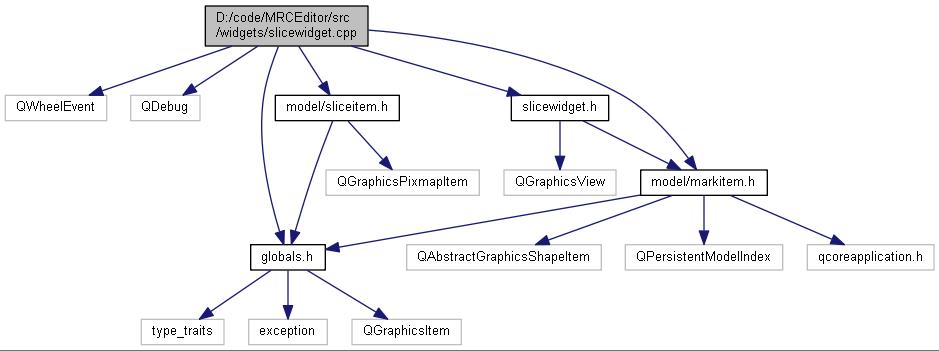 D:/code/MRCEditor/src
/widgets/slicewidget.cpp
QWheelEvent
QDebug
model/sliceitem.h
slicewidget.h
QGraphicsPixmapItem
QGraphicsView
model/markitem.h
globals.h
QAbstractGraphicsShapeItem
QPersistentModelIndex
qcoreapplication.h
type_traits
exception
QGraphicsItem